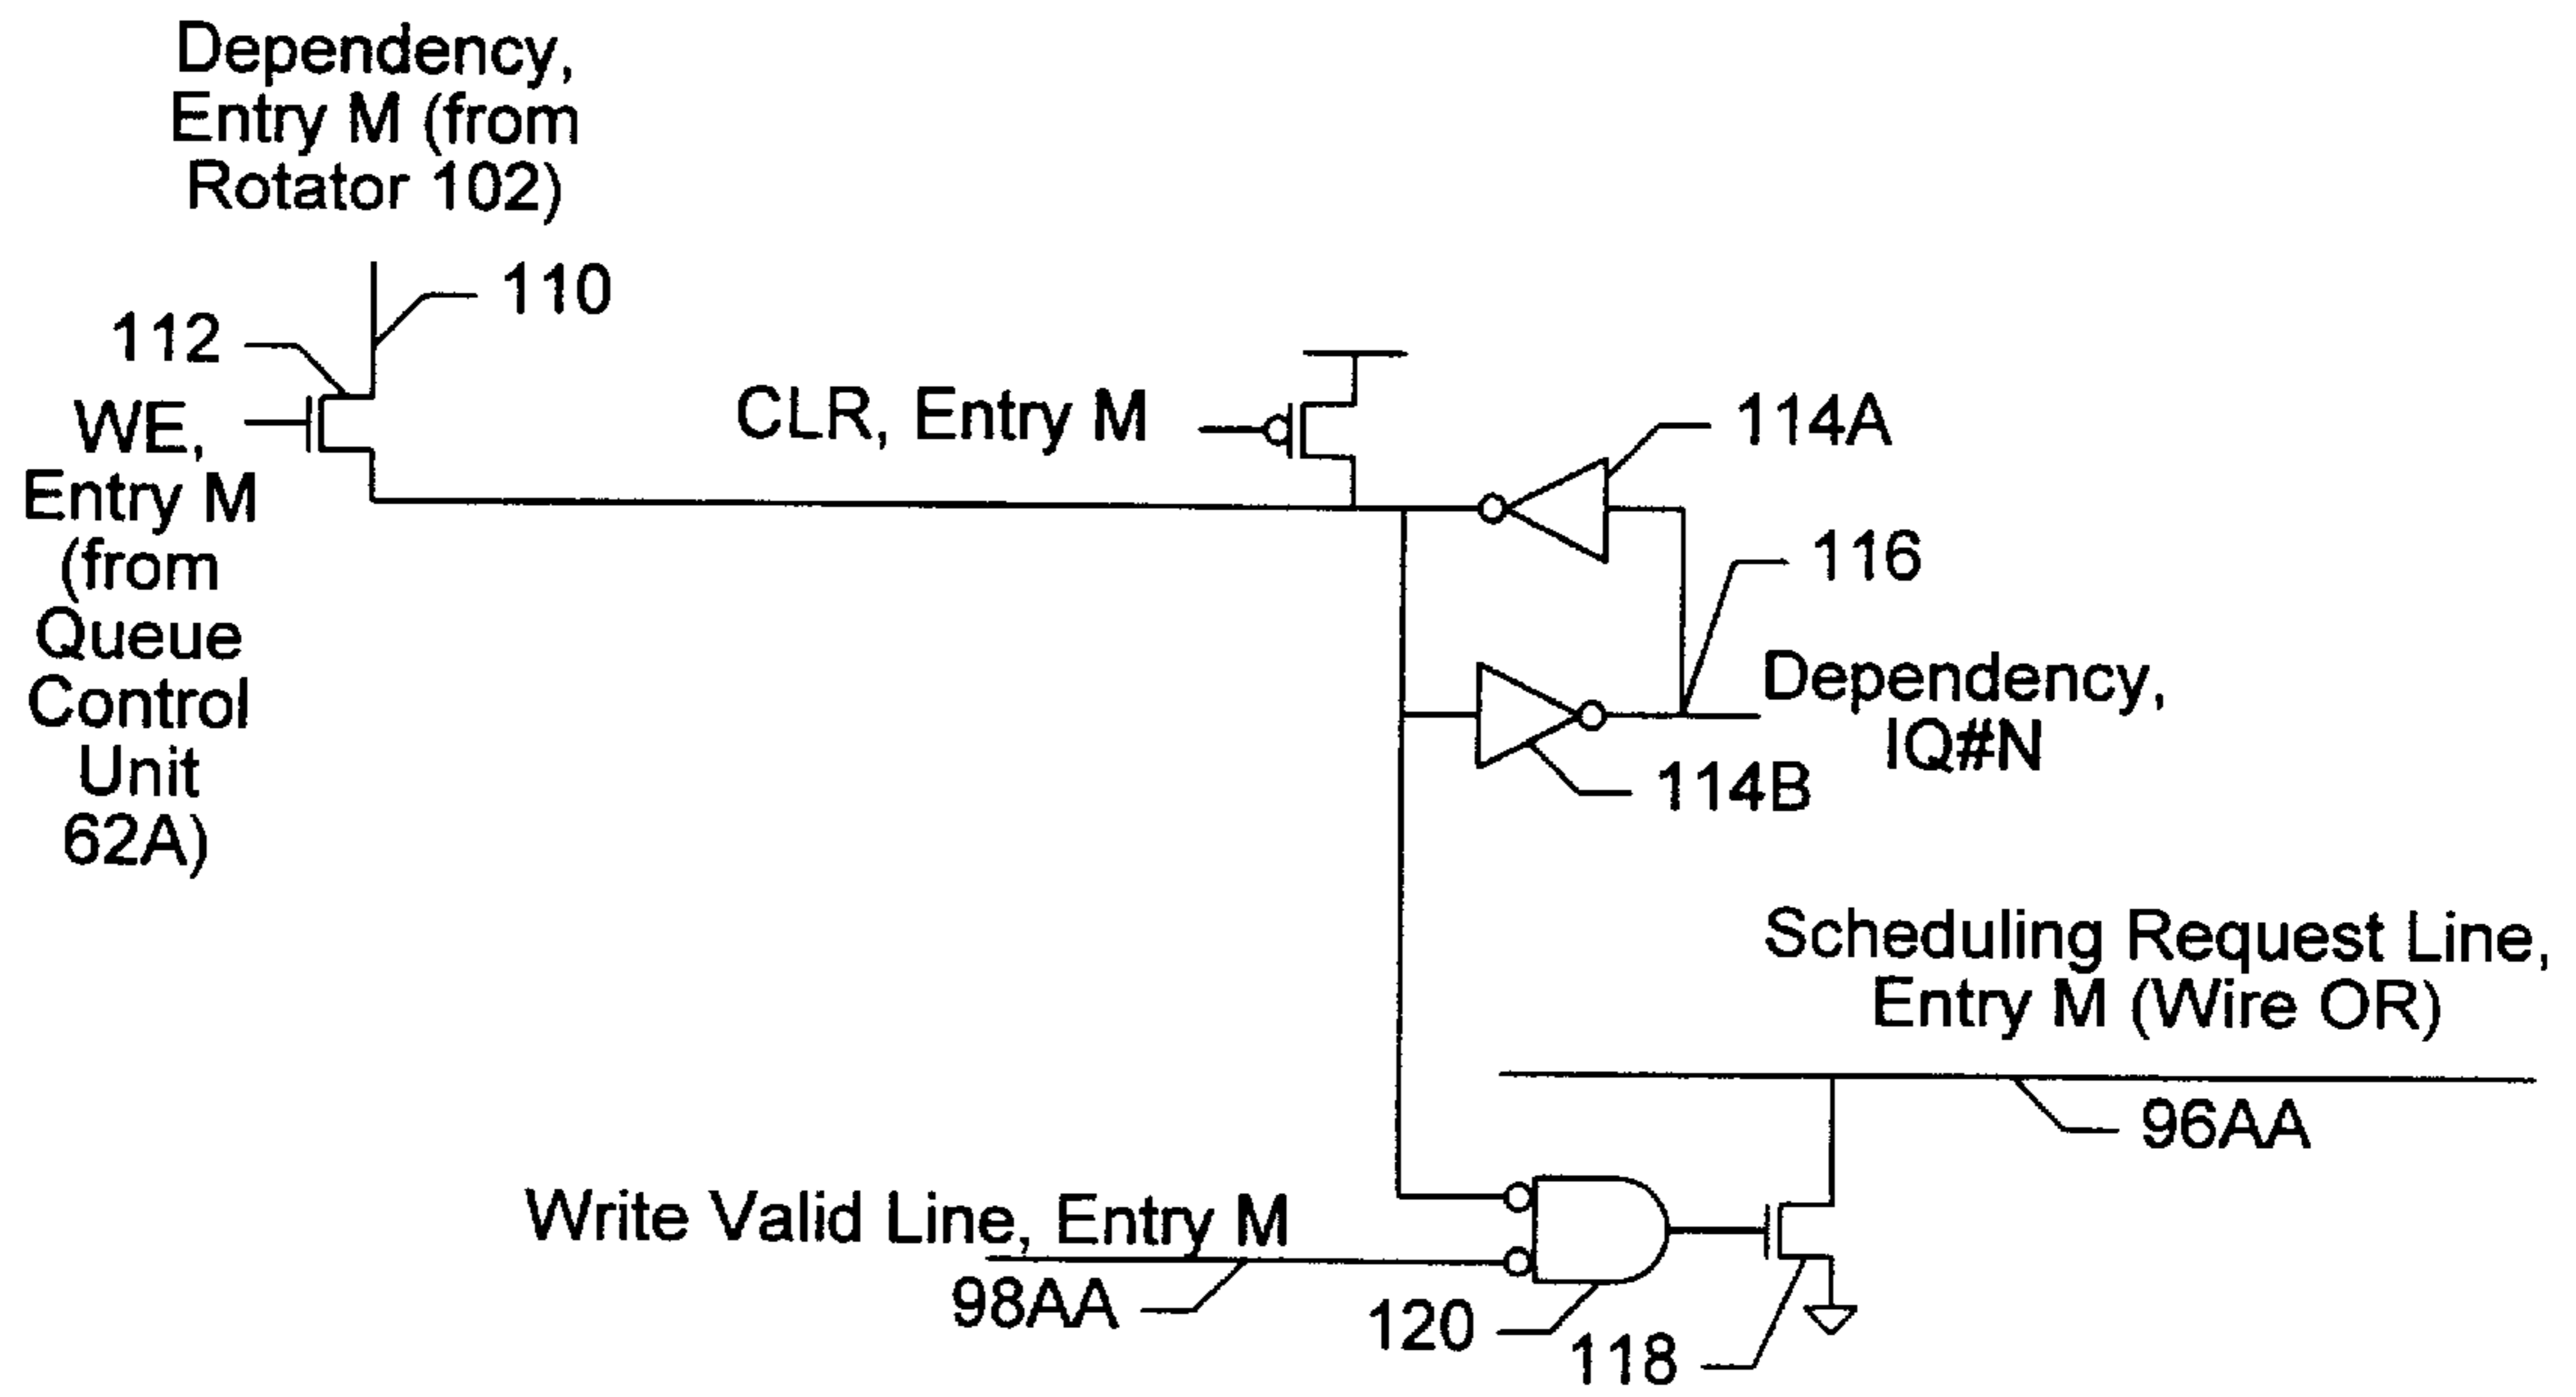 Dependency,
Entry M (from
Rotator 102)
110
112
WE,
Entry M
(from
Queue
Control
Unit
62A)
CLR, Entry M
114A
116
Dependency,
IQ#N
114B
Scheduling Request Line,
Entry M (Wire OR)
96AA
Write Valid Line, Entry M
98AA
120
118